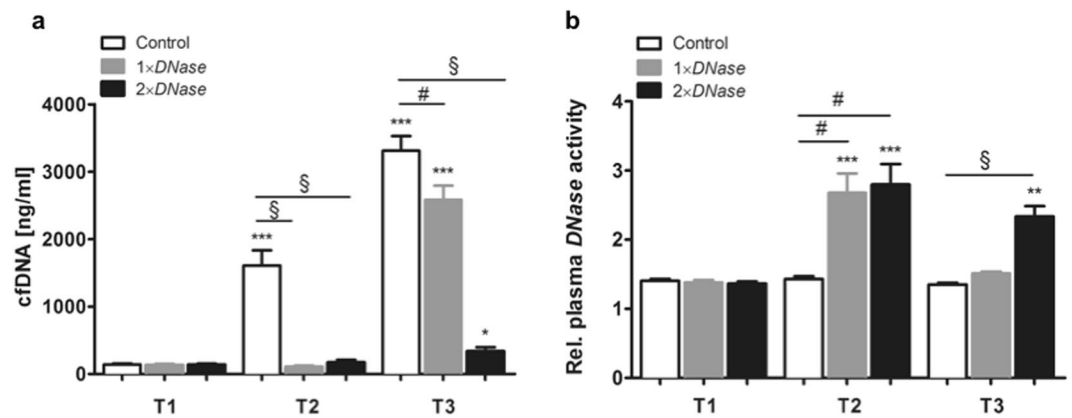 a
Control
1×DNase
2×DNase
cfDNA [ng/ml]
4000
3000
2000
1000
0
§
#
***
***
§
§
***
*
T1 T2 T3
b
Control
1×DNase
2×DNase
Rel. plasma DNase activity
4
3
2
1
0
#
#
***
***
§
**
T1 T2 T3